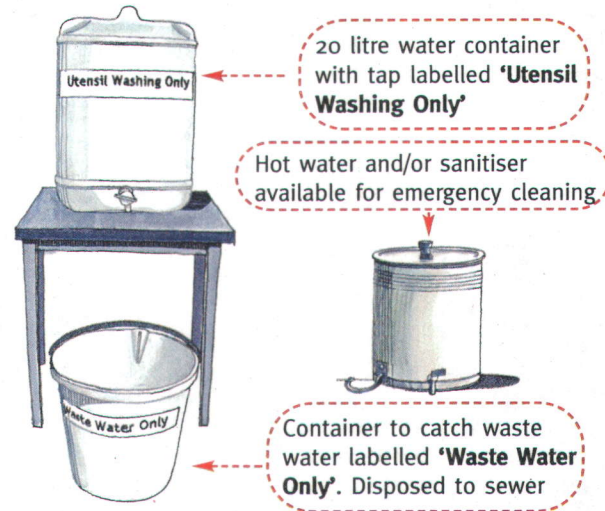 Utensil Washing Only
20 litre water container
with tap labelled ‘Utensil
Washing Only’
Hot water and/or sanitiser
available for emergency cleaning
Waste Water Only
Container to catch waste
water labelled ‘Waste Water
Only’. Disposed to sewer